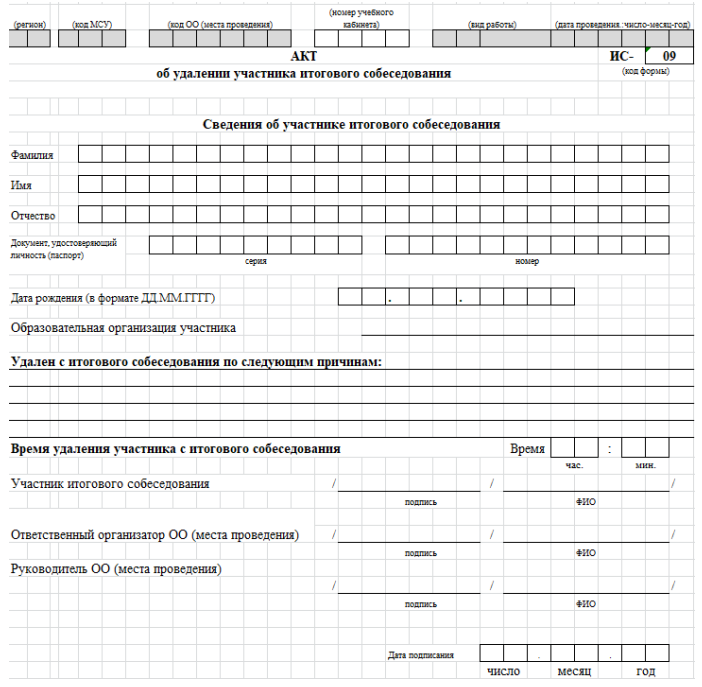 (номер учебного
(регион) (код МСУ) (код ОО (места проведения) кабинета) (вид работы) (дата проведения :число-месяц-год)
АКТ ИС- 09
об удалении участника итогового собеседования (код формы)
Сведения об участнике итогового собеседования
Фамилия
Имя
Отчество
Документ, удостоверяющий
личность (паспорт)
серия номер
Дата рождения (в формате ДД.ММ.ГГГГ) . .
Образовательная организация участника
Удален с итогового собеседования по следующим причинам:
Время удаления участника с итогового собеседования Время :
час. мин.
Участник итогового собеседования / / /
подпись ФИО
Ответственный организатор ОО (места проведения) / / /
подпись ФИО
Руководитель ОО (места проведения)
/ / /
подпись ФИО
Дата подписания . .
число месяц год